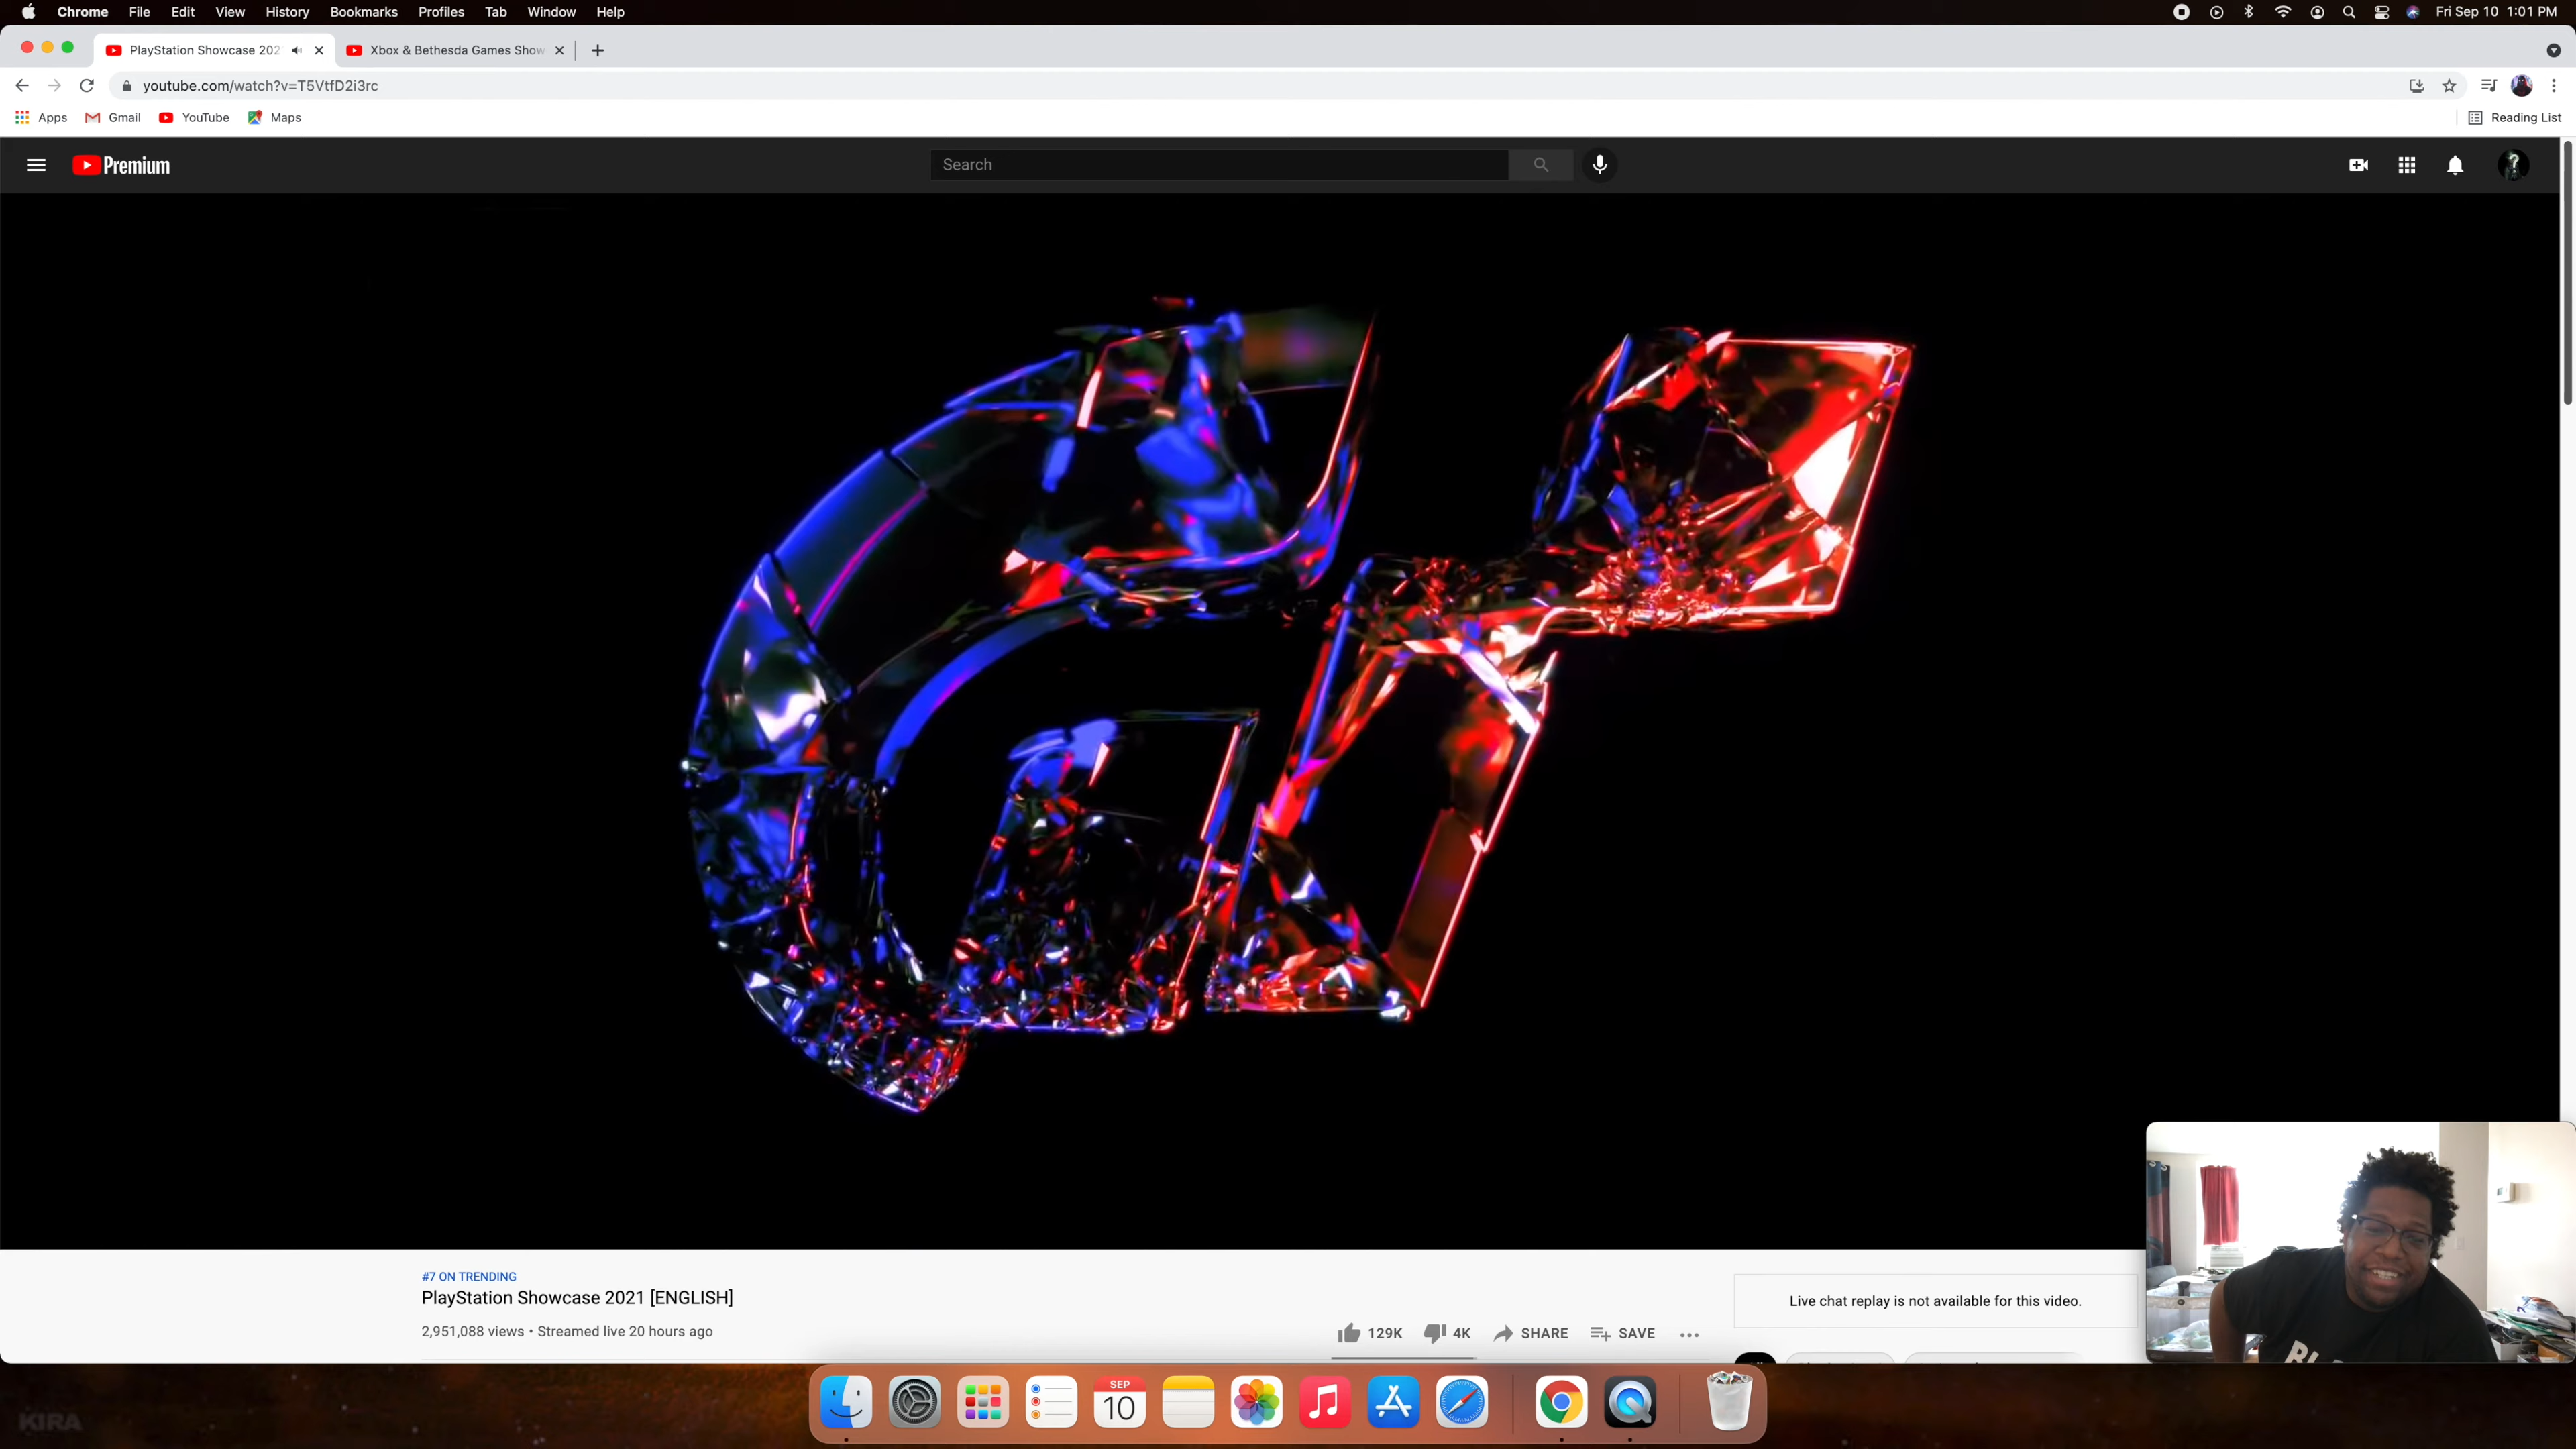 Chrome File Edit View History Bookmarks Profiles Tab Window Help Fri Sep 10 1:01 PM
PlayStation Showcase 202 Xbox & Bethesda Games Show
youtube.com/watch?v=T5VtfD2i3rc
Apps Gmail YouTube Maps Reading List
Premium Search
GT
#7 ON TRENDING
PlayStation Showcase 2021 [ENGLISH]
2,951,088 views • Streamed live 20 hours ago
129K 4K SHARE SAVE
Live chat replay is not available for this video.
BL
SEP
10
KIRA